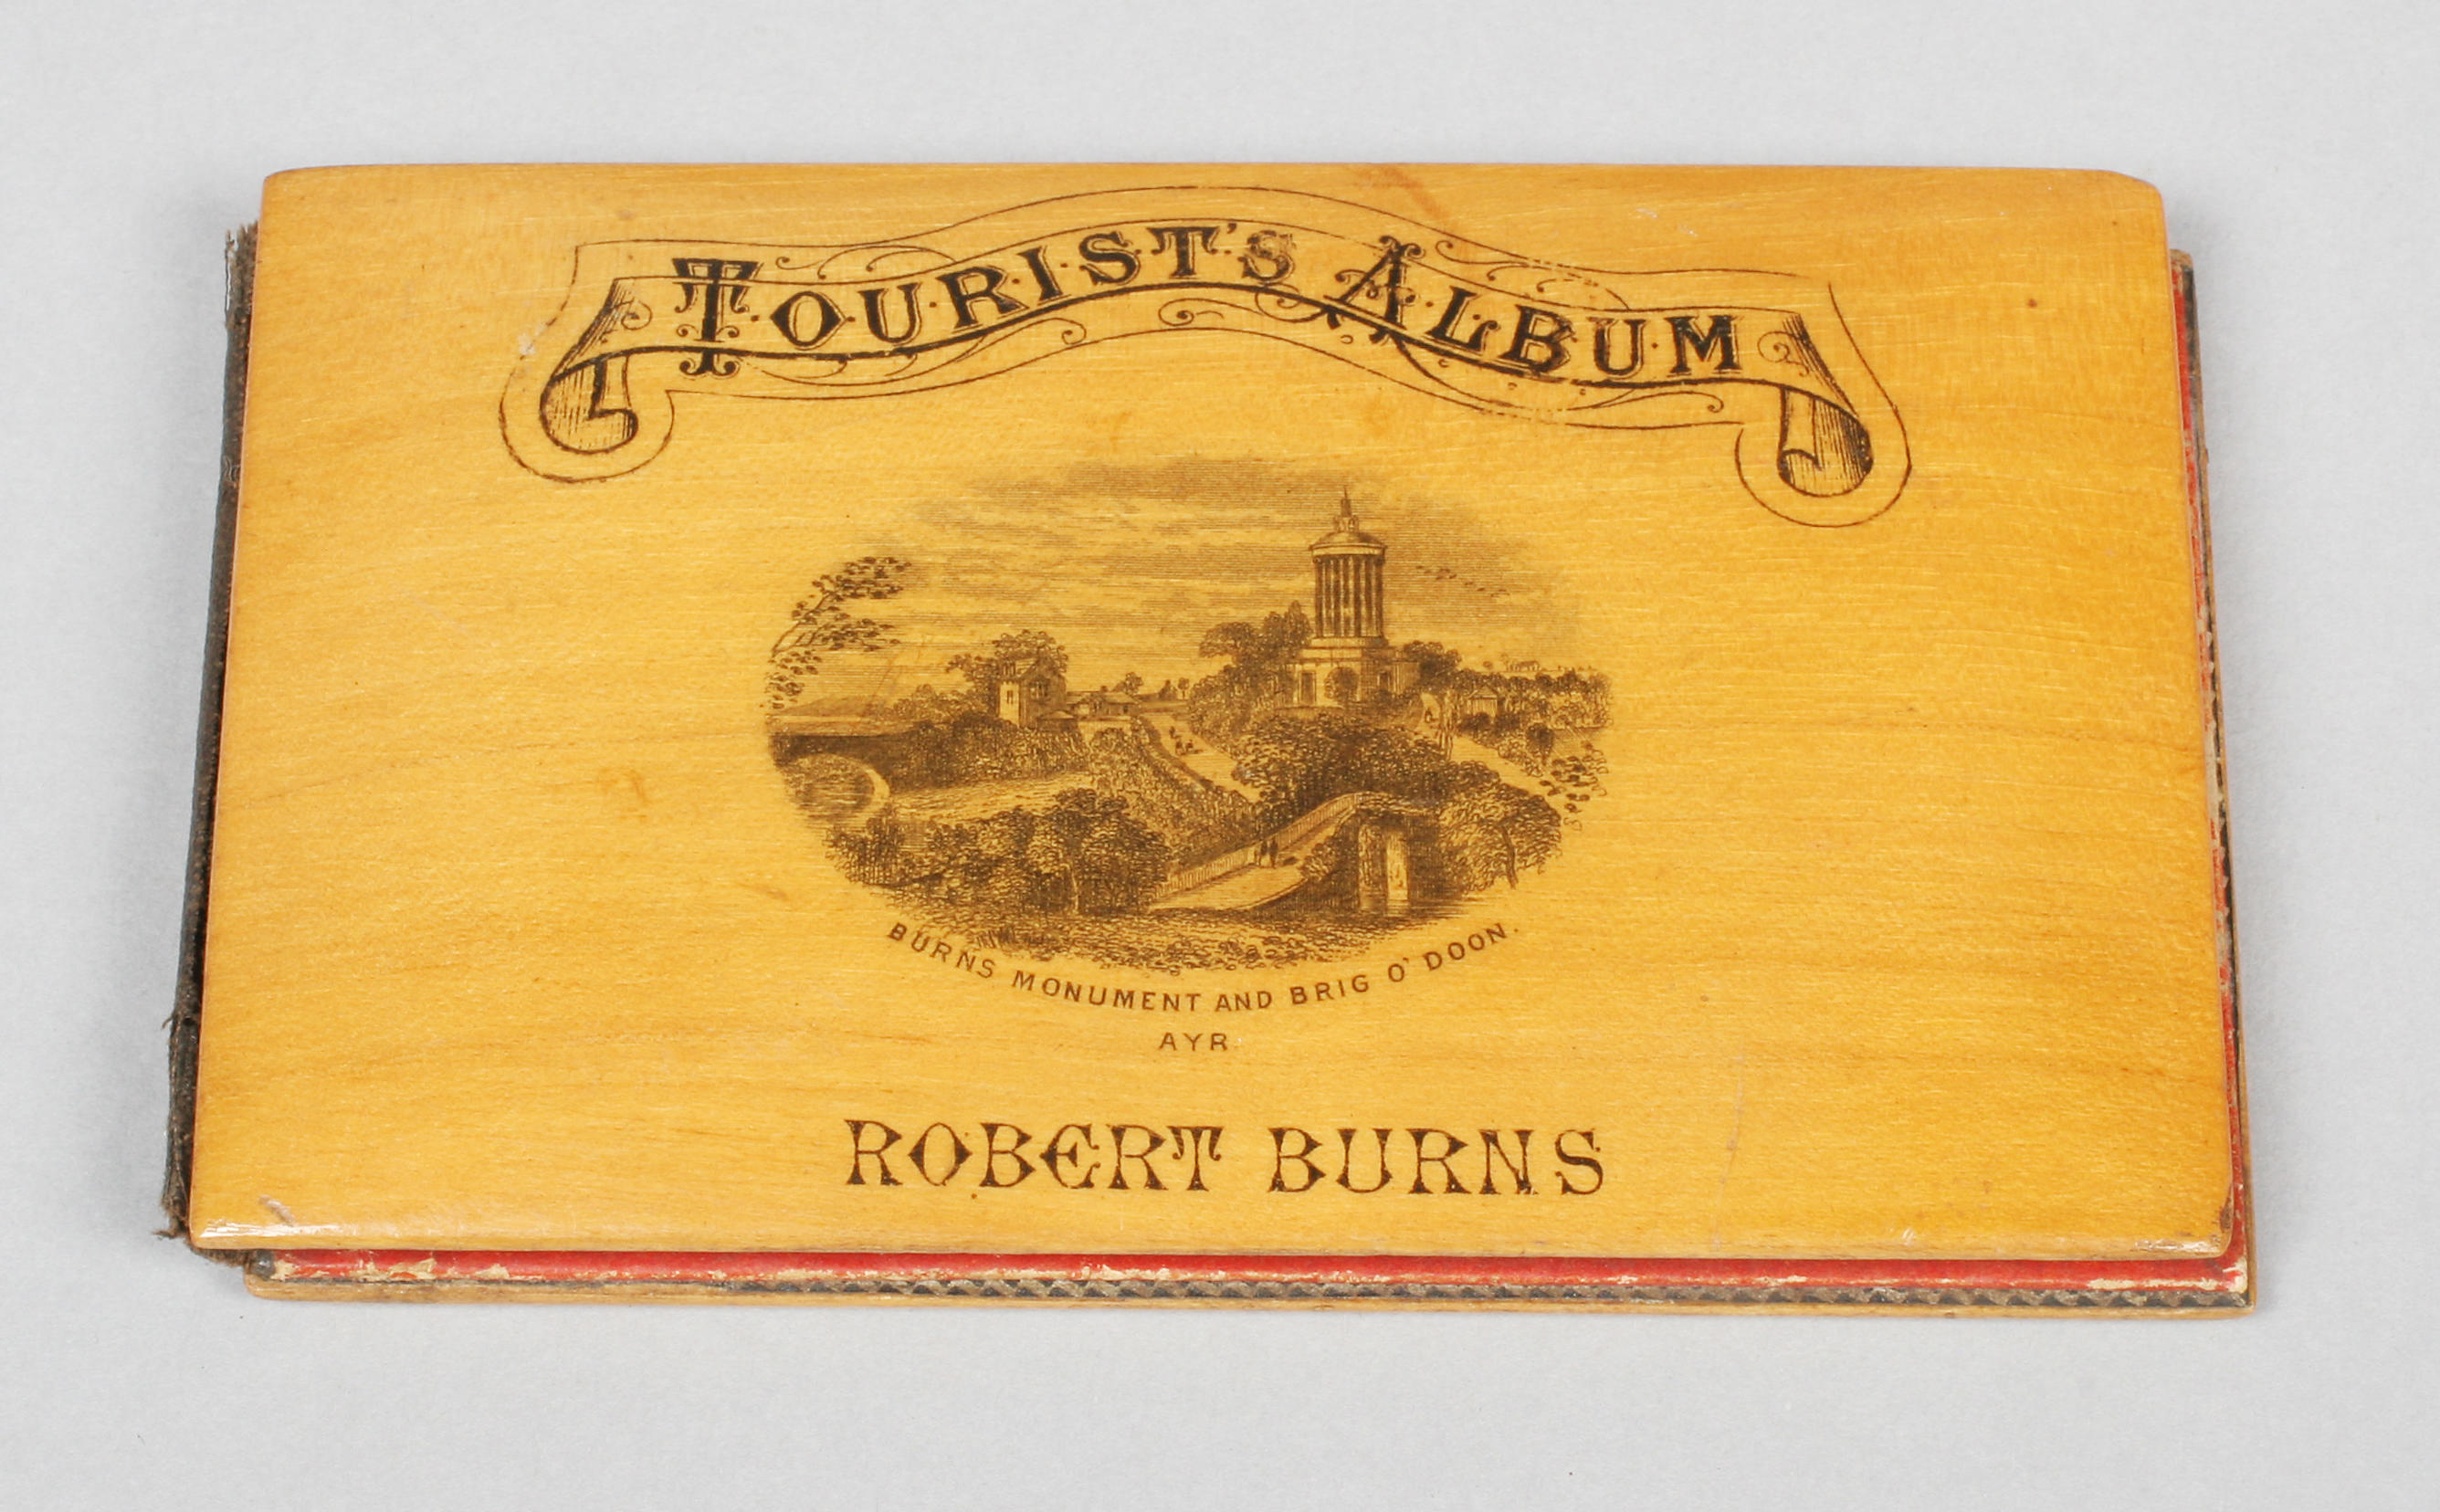 TOURIST'S ALBUM
BURNS MONUMENT AND BRIG O' DOON.
AYR.
ROBERT BURNS